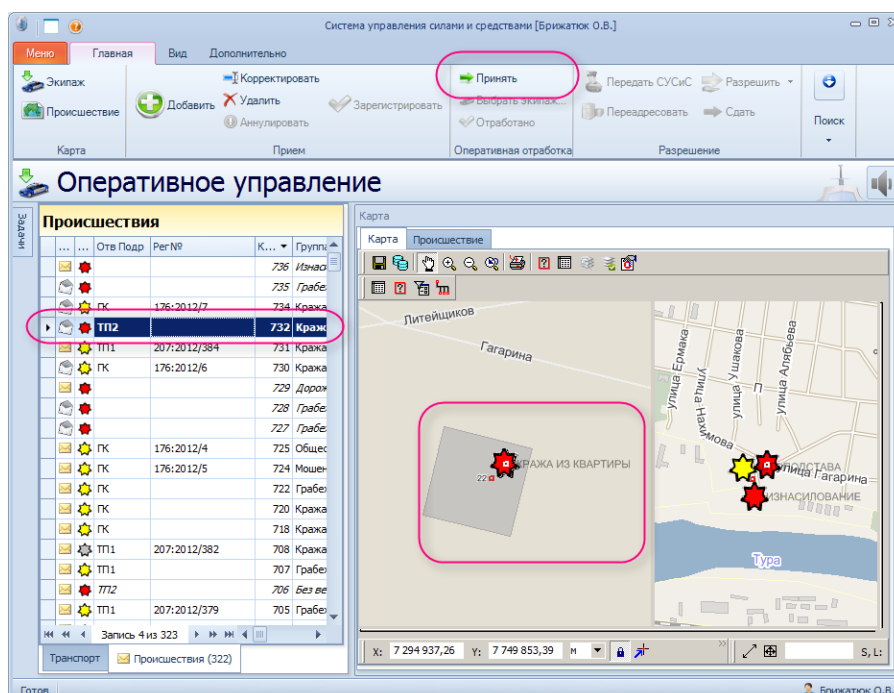 Система управления силами и средствами [Брижатюк О.В.]
Меню Главная Вид Дополнительно
Экипаж
Происшествие
Карта
Добавить
Корректировать
Удалить
Аннулировать
Зарегистрировать
Прием
Принять
Выбрать экипаж...
Отработано
Оперативная отработка
Передать СУСиС Разрешить
Переадресовать Сдать
Разрешение
Поиск
Оперативное управление
Задачи
Происшествия
... ... Отв Подр Рег№ К... Группа
736 Изнас
735 Грабе
ГК 176:2012/7 734 Кража
ТП2 732 Краж
ТП1 207:2012/384 731 Кража
ГК 176:2012/6 730 Кража
729 Дорож
728 Грабе
727 Грабе
ГК 176:2012/4 725 Общес
ГК 176:2012/5 724 Мошен
ГК 722 Грабе
ГК 720 Кража
ГК 718 Кража
ТП1 207:2012/382 708 Кража
ТП1 707 Грабе
ТП2 706 Без ве
ТП1 207:2012/379 705 Грабе
Запись 4 из 323
Транспорт Происшествия (322)
Карта
Карта Происшествие
Литейщиков
Гагарина
КРАЖА ИЗ КВАРТИРЫ
22
улица Ермака
улица Нахимова
улица Ушакова
улица Алябьева
П
ПОДСТАВА
улица Гагарина
ИЗНАСИЛОВАНИЕ
Тура
X: 7 294 937,26 Y: 7 749 853,39 м S, L:
Готов Брижатюк О.В.